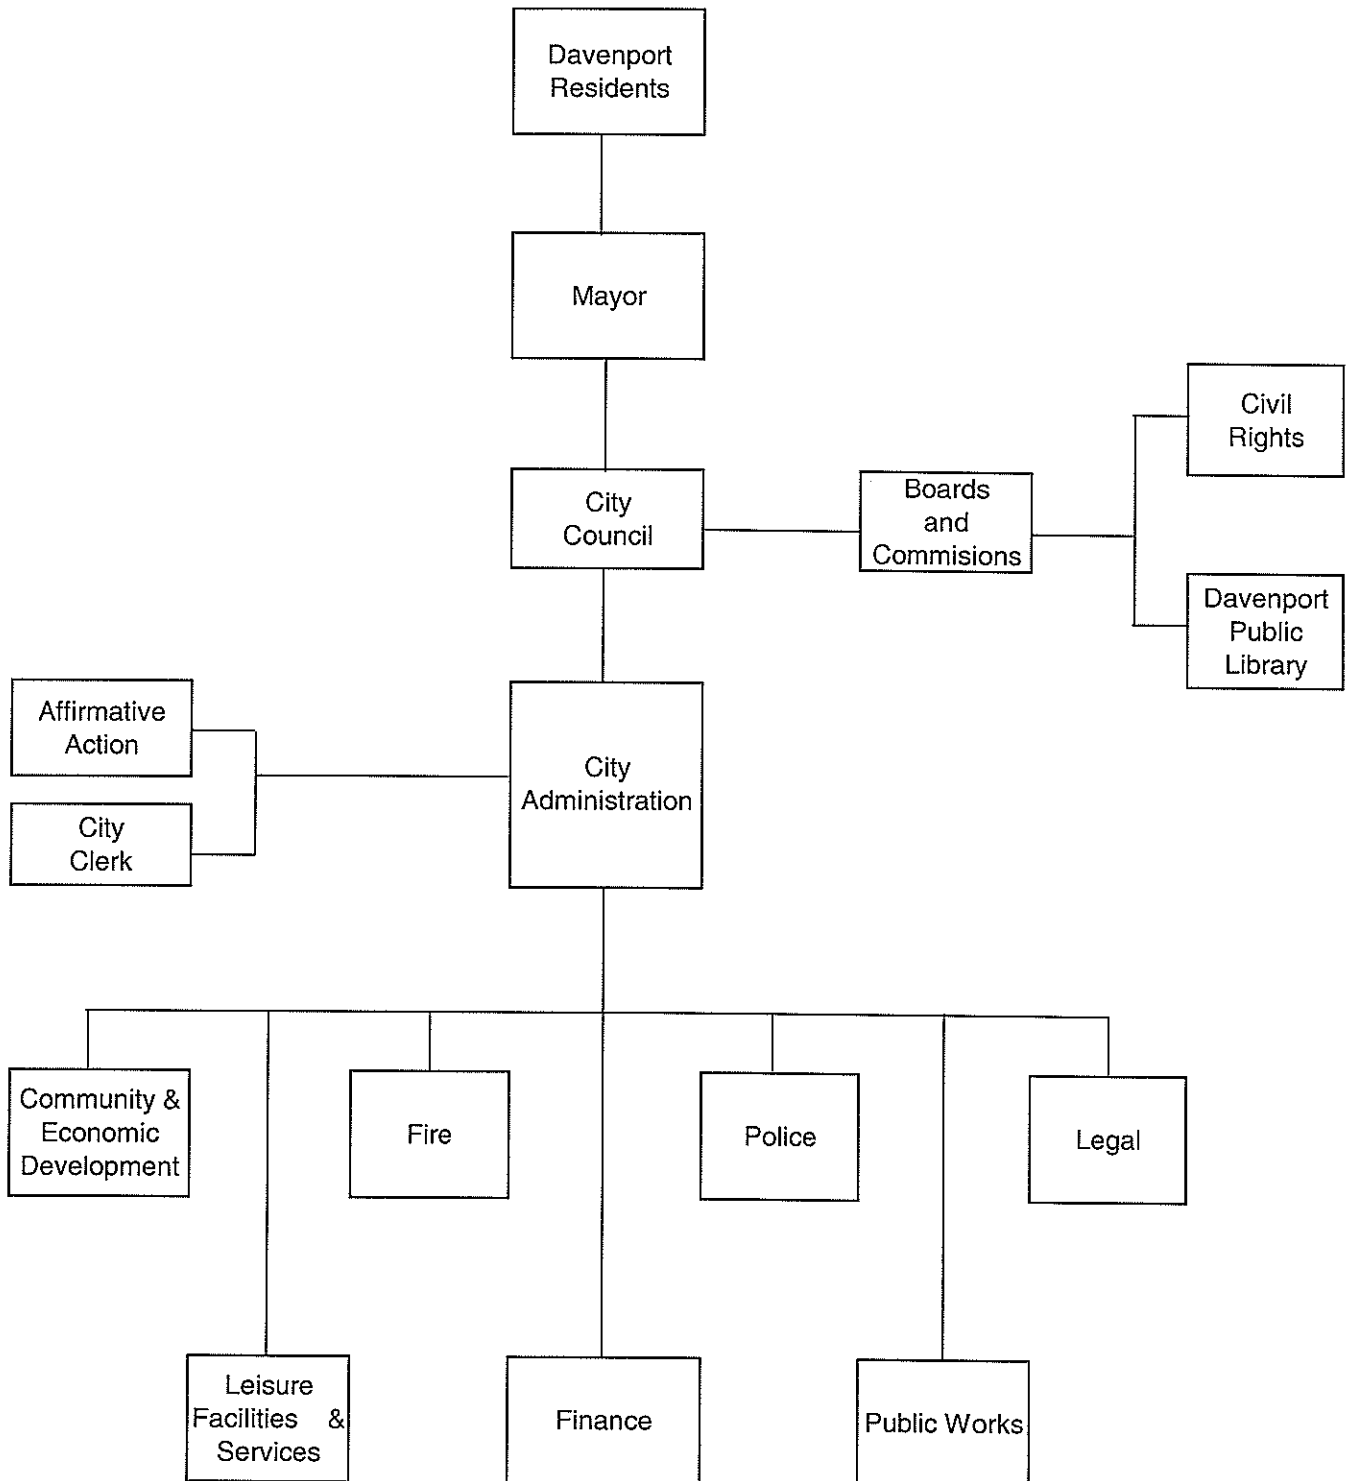 Davenport
Residents
Mayor
City
Council
Boards
and
Commisions
Civil
Rights
Davenport
Public
Library
Affirmative
Action
City
Clerk
City
Administration
Community &
Economic
Development
Fire
Police
Legal
Leisure
Facilities &
Services
Finance
Public Works